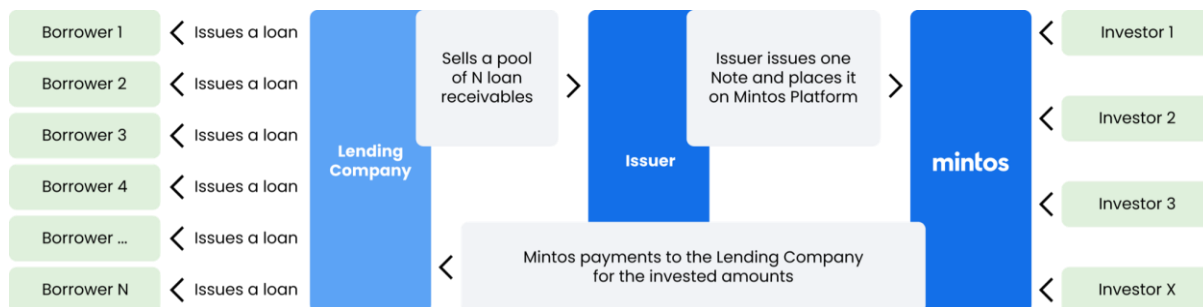 Borrower 1
Issues a loan
Borrower 2
Issues a loan
Borrower 3
Issues a loan
Borrower 4
Issues a loan
Borrower ...
Issues a loan
Borrower N
Issues a loan
Lending
Company
Sells a pool
of N loan
receivables
Issuer
Issuer issues one
Note and places it
on Mintos Platform
mintos
Mintos payments to the Lending Company
for the invested amounts
Investor 1
Investor 2
Investor 3
Investor X